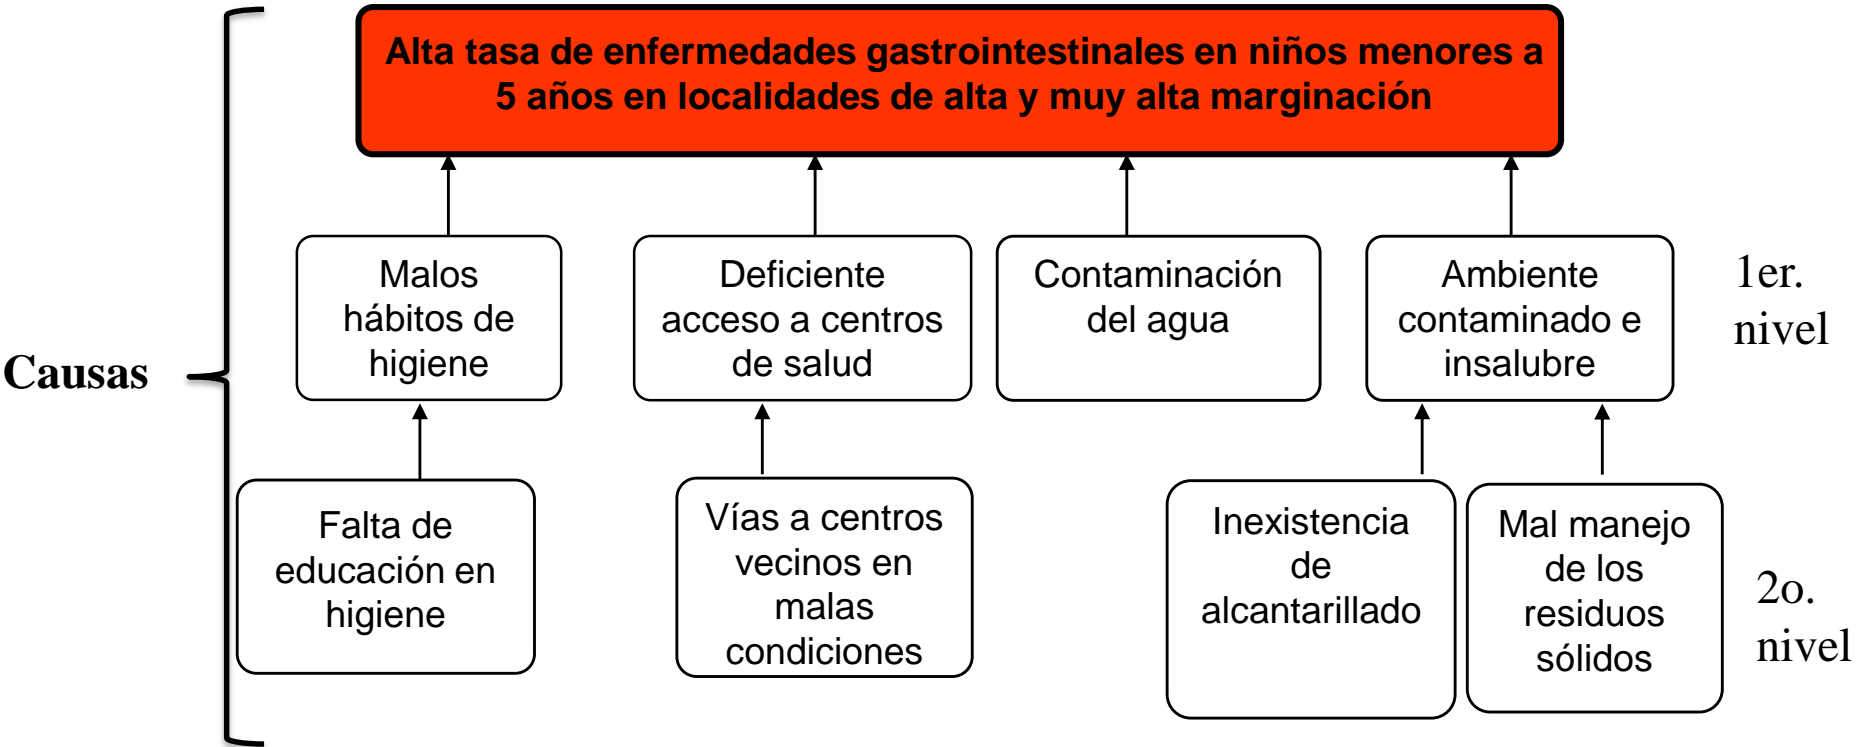 Alta tasa de enfermedades gastrointestinales en niños menores a
5 años en localidades de alta y muy alta marginación
Causas
Malos
hábitos de
higiene
Deficiente
acceso a centros
de salud
Contaminación
del agua
Ambiente
contaminado e
insalubre
1er.
nivel
Falta de
educación en
higiene
Vías a centros
vecinos en
malas
condiciones
Inexistencia
de
alcantarillado
Mal manejo
de los
residuos
sólidos
2o.
nivel